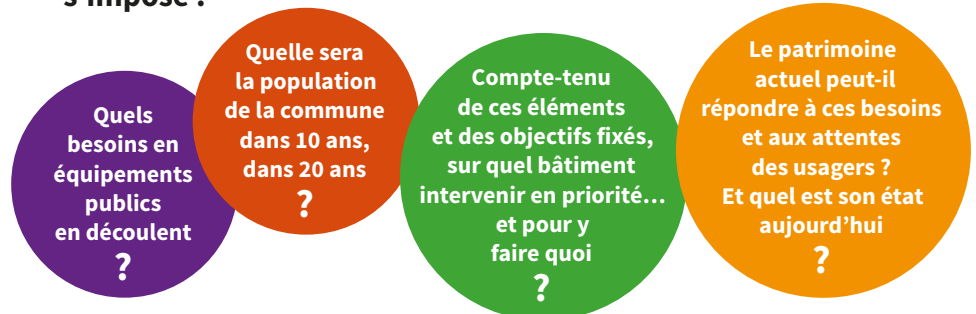 s'impose :
Quels
besoins en
équipements
publics
en découlent
?
Quelle sera
la population
de la commune
dans 10 ans,
dans 20 ans
?
Compte-tenu
de ces éléments
et des objectifs fixés,
sur quel bâtiment
intervenir en priorité…
et pour y
faire quoi
?
Le patrimoine
actuel peut-il
répondre à ces besoins
et aux attentes
des usagers ?
Et quel est son état
aujourd'hui
?